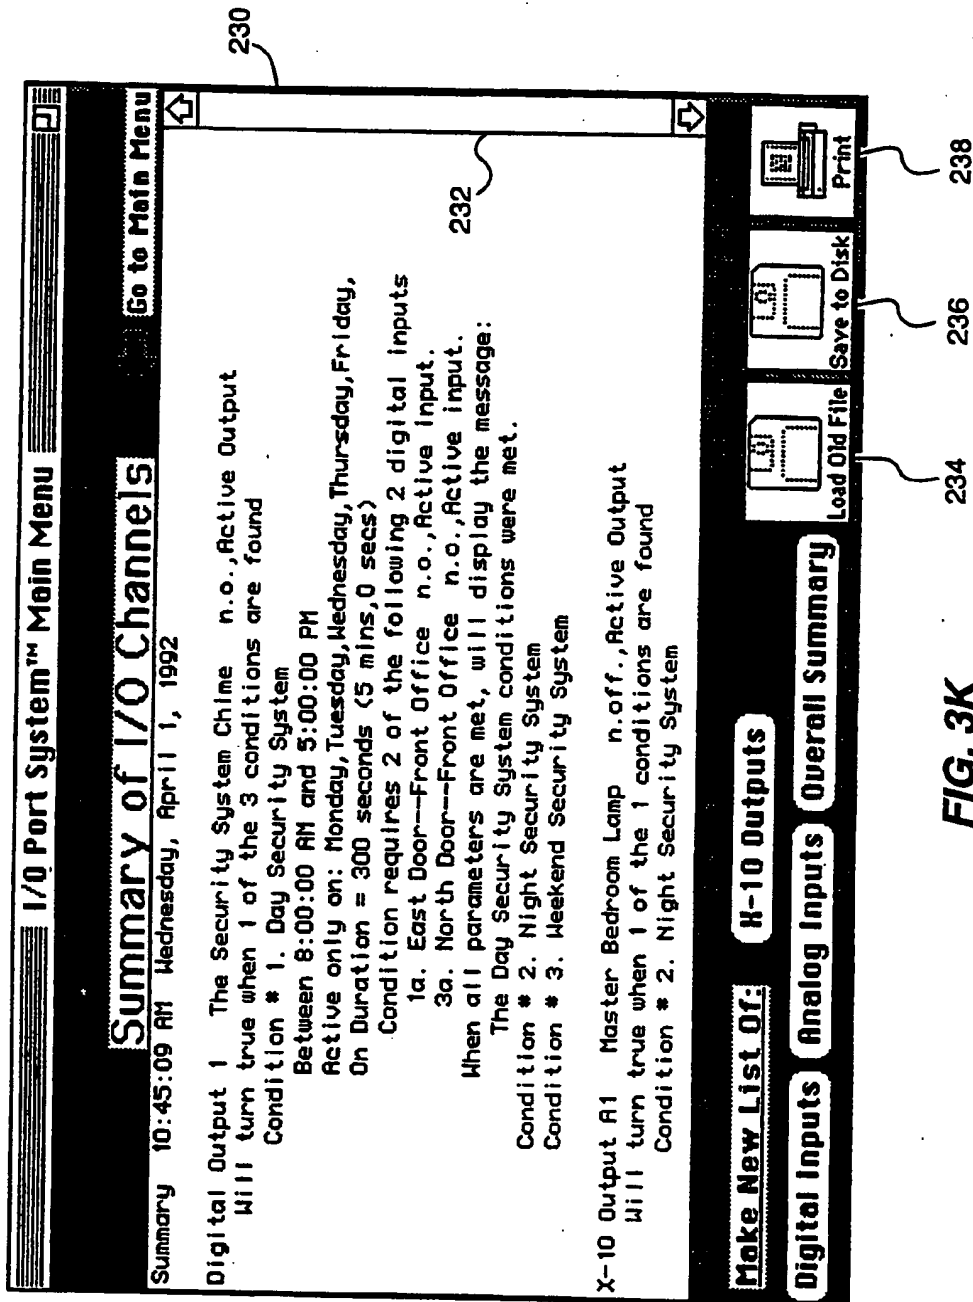 I/O Port System™ Main Menu
Summary of I/O Channels
Go to Main Menu
Summary 10:45:09 AM Wednesday, April 1, 1992
Digital Output 1 The Security System Chime n.o.,Active Output
Will turn true when 1 of the 3 conditions are found
Condition # 1. Day Security System
Between 8:00:00 AM and 5:00:00 PM
Active only on: Monday,Tuesday,Wednesday,Thursday,Friday,
On Duration = 300 seconds (5 mins,0 secs)
Condition requires 2 of the following 2 digital inputs
1a. East Door--Front Office n.o.,Active input.
3a. North Door--Front Office n.o.,Active input.
When all parameters are met, will display the message:
The Day Security System conditions were met.
Condition # 2. Night Security System
Condition # 3. Weekend Security System
X-10 Output A1 Master Bedroom Lamp n.off.,Active Output
Will turn true when 1 of the 1 conditions are found
Condition # 2. Night Security System
Make New List Of:
X-10 Outputs
Digital Inputs
Analog Inputs
Overall Summary
Load Old File
Save to Disk
Print
230
232
234
236
238
FIG. 3K